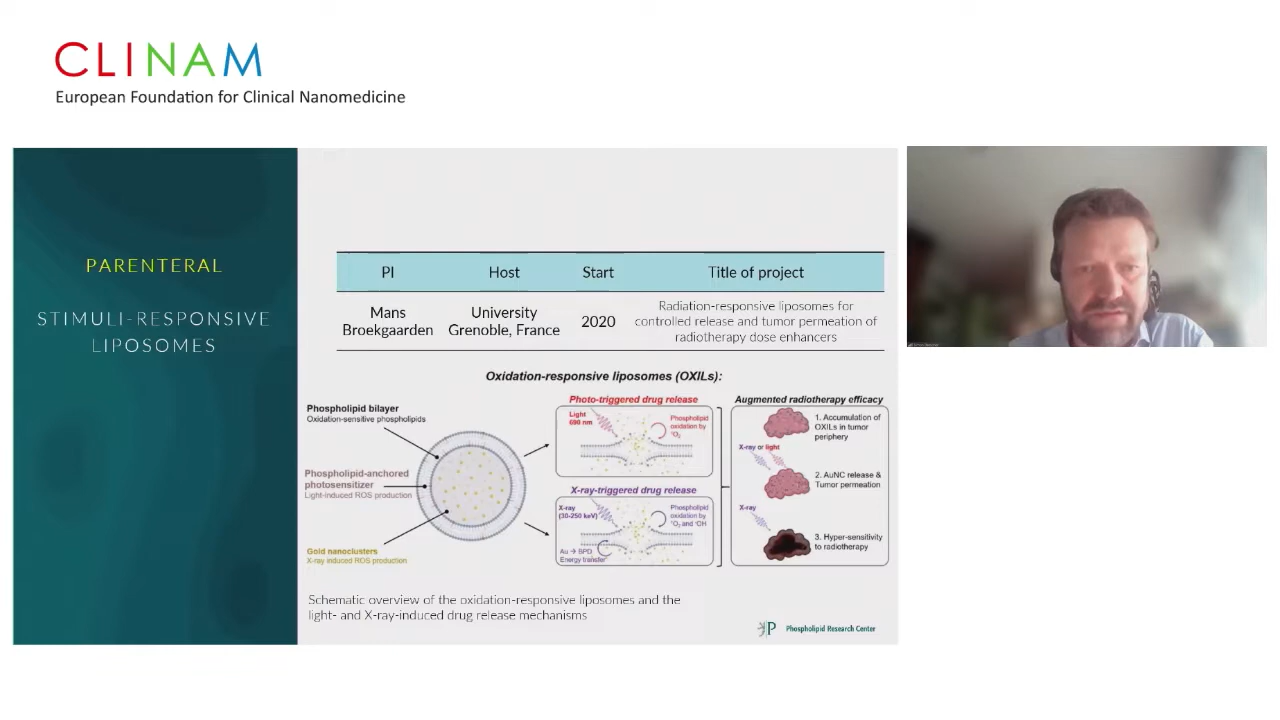 CLINAM
European Foundation for Clinical Nanomedicine
PARENTERAL
STIMULI-RESPONSIVE
LIPOSOMES
PI
Host
Start
Title of project
Mans
Broekgaarden
University
Grenoble, France
2020
Radiation-responsive liposomes for
controlled release and tumor permeation of
radiotherapy dose enhancers
Oxidation-responsive liposomes (OXILs):
Phospholipid bilayer
Oxidation-sensitive phospholipids
Phospholipid-anchored
photosensitizer
Light-induced ROS production
Gold nanoclusters
X-ray induced ROS production
Photo-triggered drug release
Light
690 nm
Phospholipid
oxidation by
¹O₂
X-ray-triggered drug release
X-ray
(30-250 keV)
Phospholipid
oxidation by
¹O₂ and •OH
Au → BPD
Energy transfer
Augmented radiotherapy efficacy
1. Accumulation of
OXILs in tumor
periphery
X-ray or light
2. AuNC release &
Tumor permeation
X-ray
3. Hyper-sensitivity
to radiotherapy
Schematic overview of the oxidation-responsive liposomes and the
light- and X-ray-induced drug release mechanisms
P Phospholipid Research Center